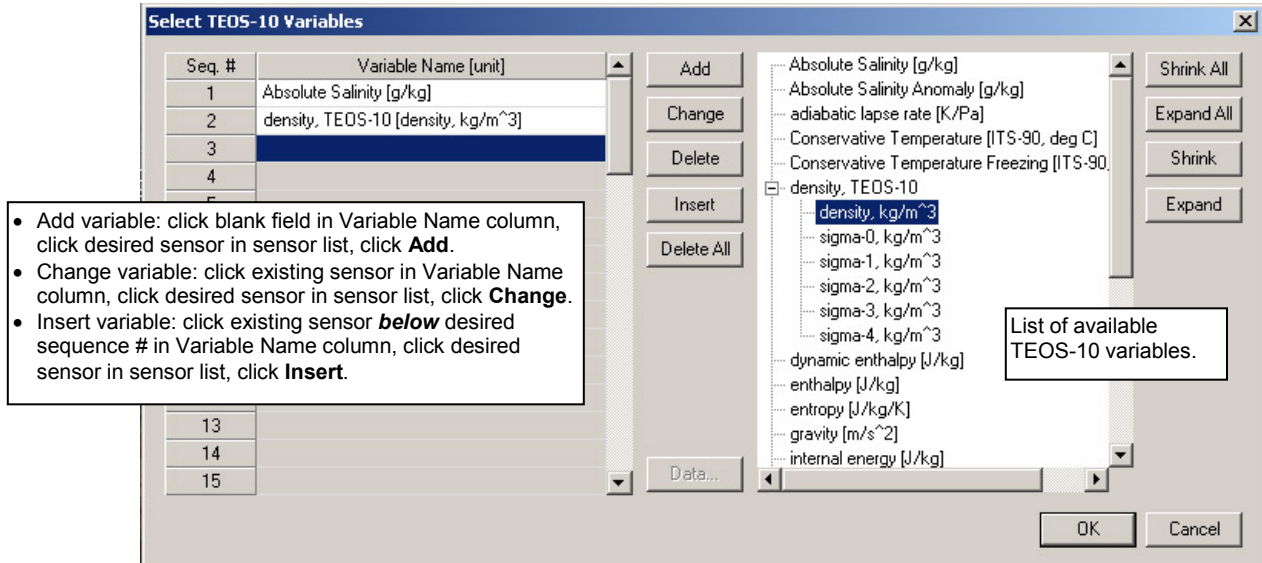 Select TEOS-10 Variables
Seq. #
Variable Name [unit]
1
Absolute Salinity [g/kg]
2
density, TEOS-10 [density, kg/m^3]
3
4
13
14
15
• Add variable: click blank field in Variable Name column,
click desired sensor in sensor list, click Add.
• Change variable: click existing sensor in Variable Name
column, click desired sensor in sensor list, click Change.
• Insert variable: click existing sensor below desired
sequence # in Variable Name column, click desired
sensor in sensor list, click Insert.
Add
Change
Delete
Insert
Delete All
Data...
Absolute Salinity [g/kg]
Absolute Salinity Anomaly [g/kg]
adiabatic lapse rate [K/Pa]
Conservative Temperature [ITS-90, deg C]
Conservative Temperature Freezing [ITS-90,
density, TEOS-10
density, kg/m^3
sigma-0, kg/m^3
sigma-1, kg/m^3
sigma-2, kg/m^3
sigma-3, kg/m^3
sigma-4, kg/m^3
dynamic enthalpy [J/kg]
enthalpy [J/kg]
entropy [J/kg/K]
gravity [m/s^2]
internal energy [J/kg]
List of available
TEOS-10 variables.
Shrink All
Expand All
Shrink
Expand
OK
Cancel